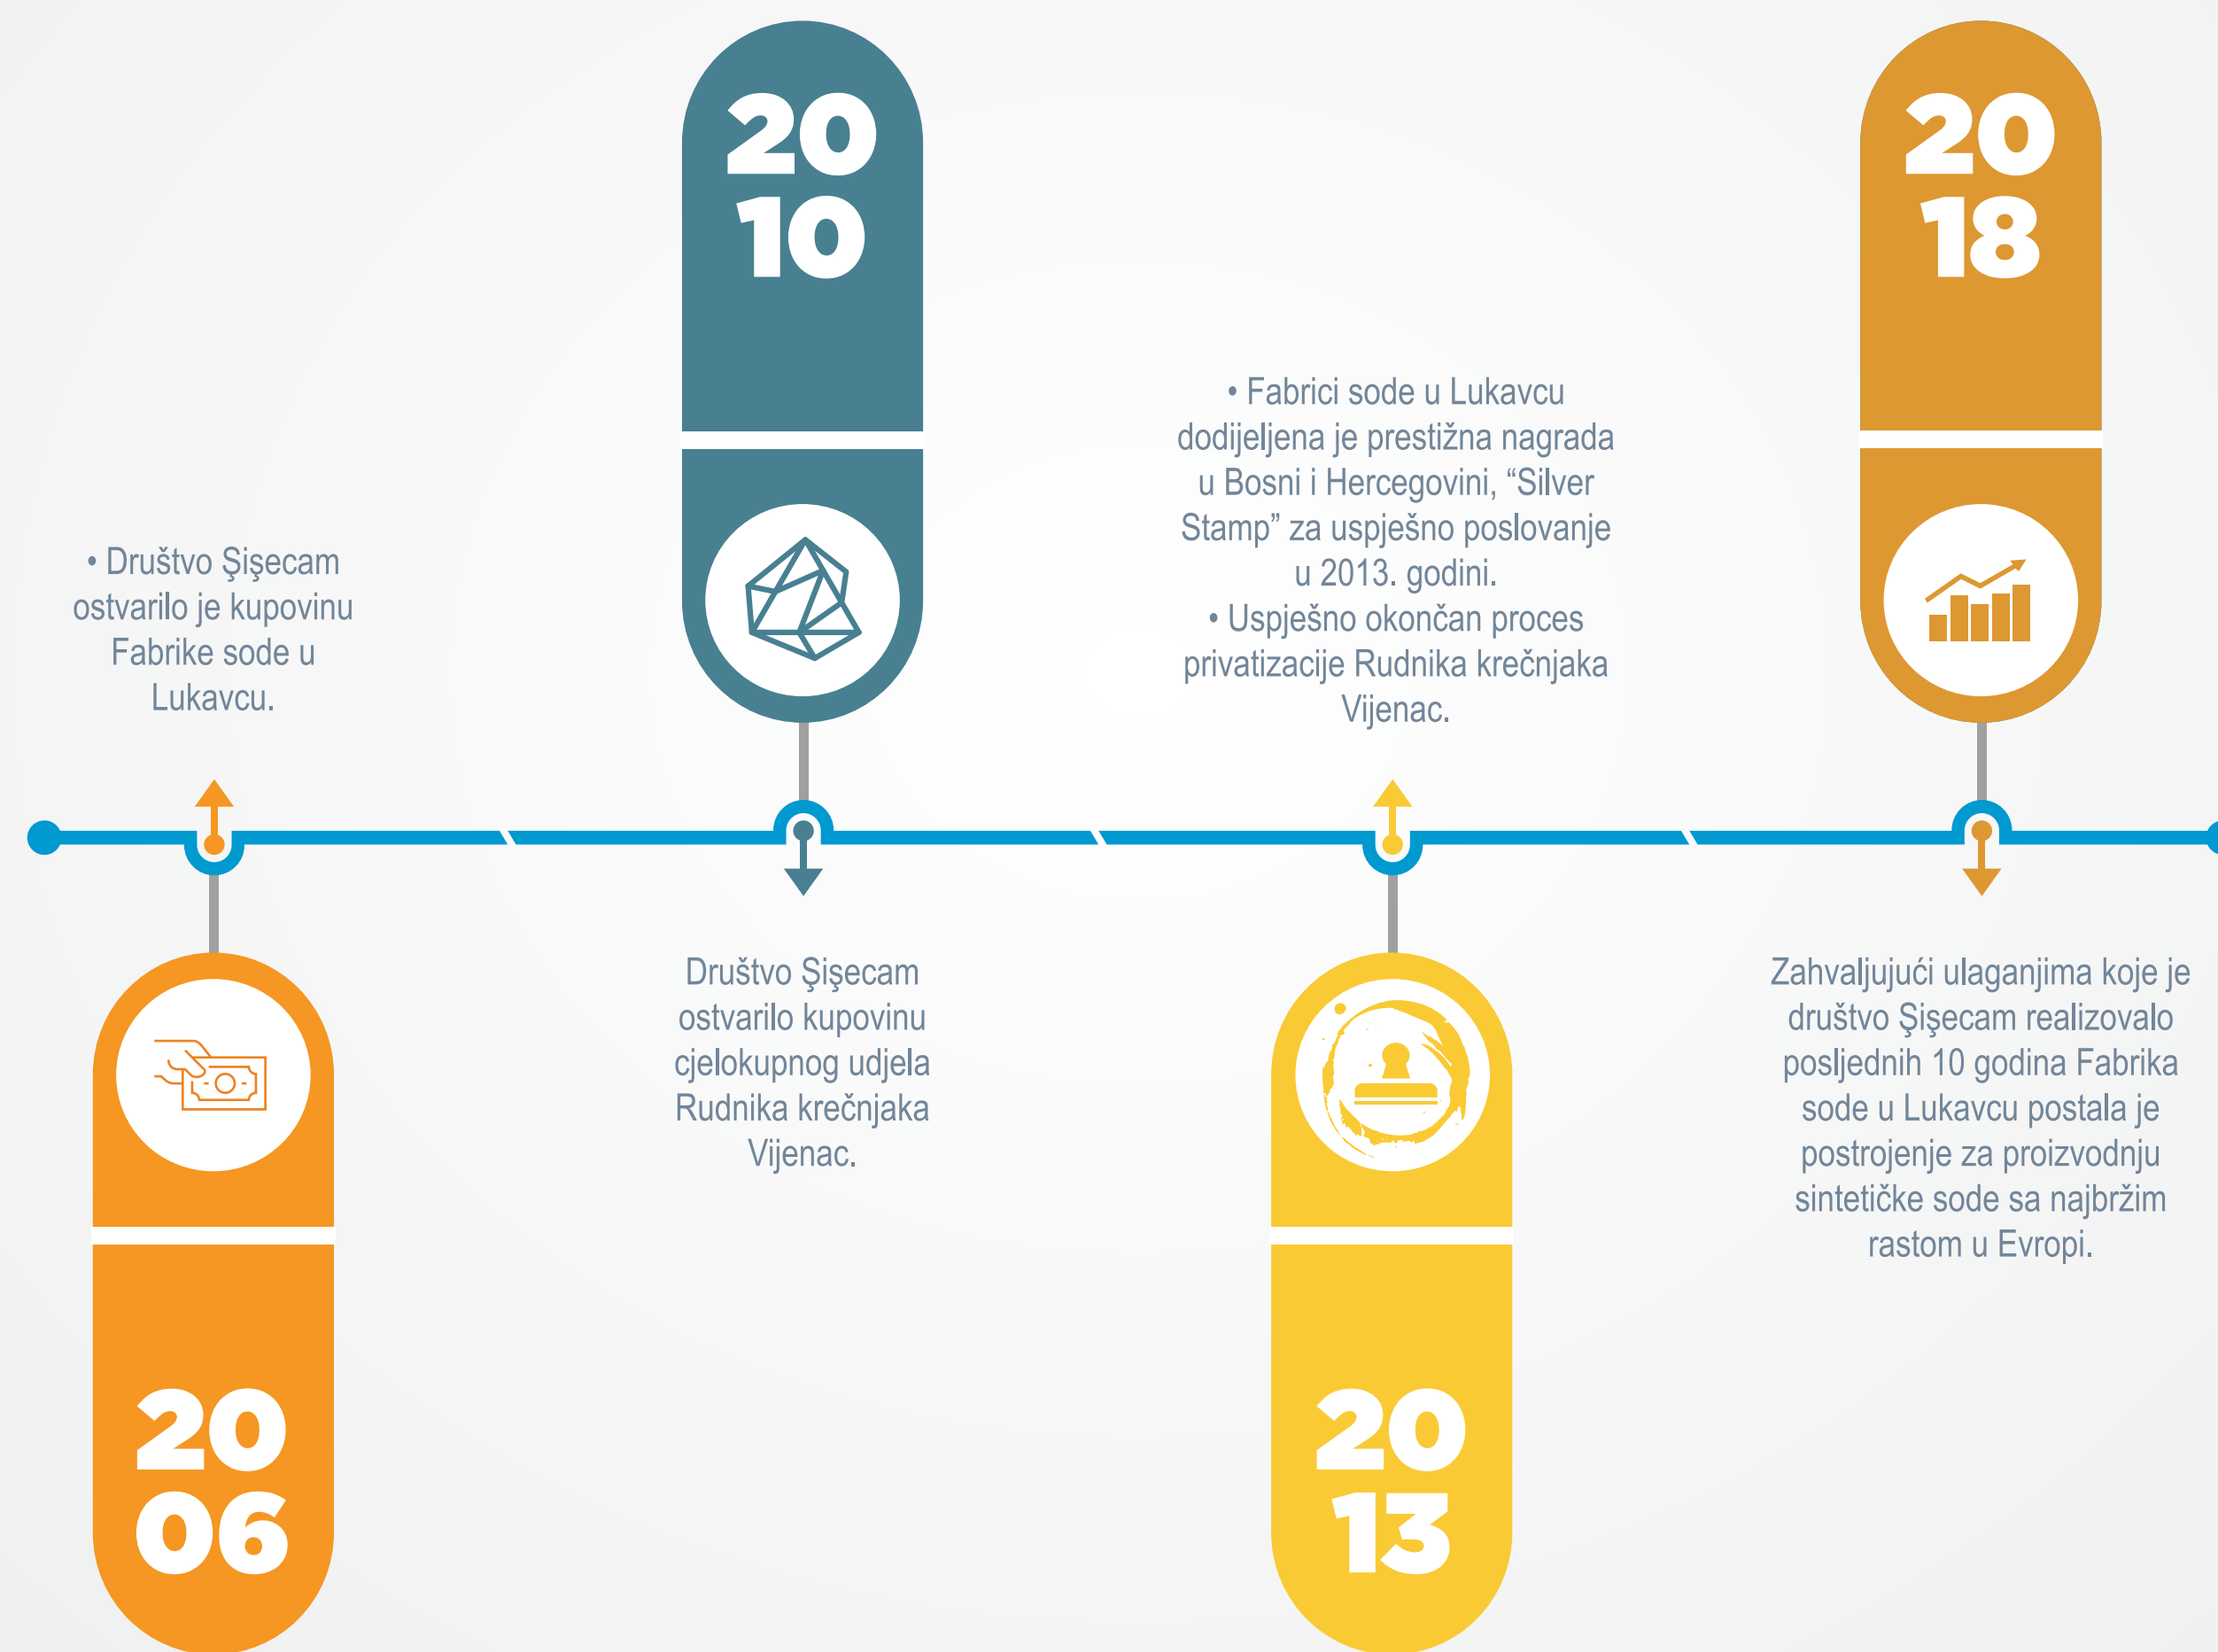 20
06
• Društvo Şişecam
ostvarilo je kupovinu
Fabrike sode u
Lukavcu.
20
10
Društvo Şişecam
ostvarilo kupovinu
cjelokupnog udjela
Rudnika krečnjaka
Vijenac.
20
13
• Fabrici sode u Lukavcu
dodijeljena je prestižna nagrada
u Bosni i Hercegovini, “Silver
Stamp” za uspješno poslovanje
u 2013. godini.
• Uspješno okončan proces
privatizacije Rudnika krečnjaka
Vijenac.
20
18
Zahvaljujući ulaganjima koje je
društvo Şişecam realizovalo
posljednih 10 godina Fabrika
sode u Lukavcu postala je
postrojenje za proizvodnju
sintetičke sode sa najbržim
rastom u Evropi.